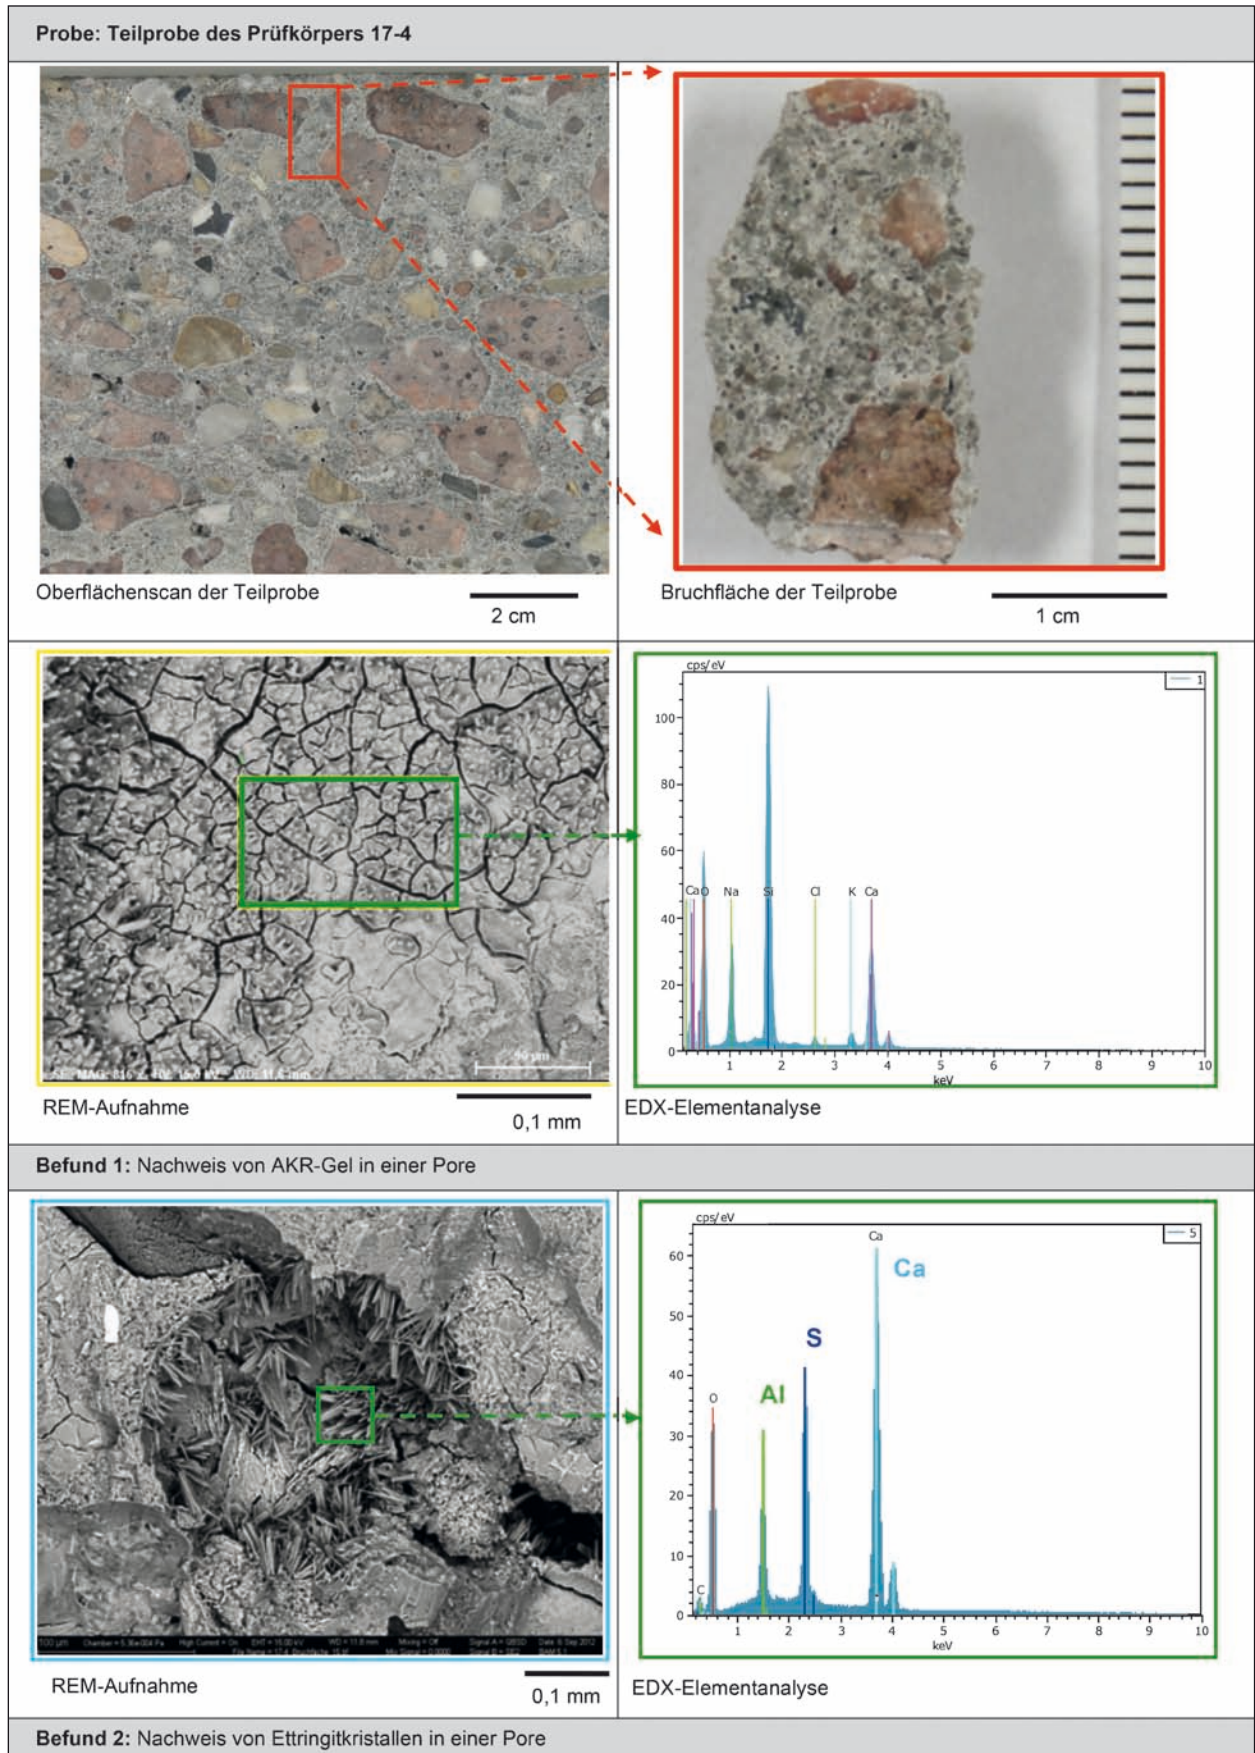 Probe: Teilprobe des Prüfkörpers 17-4
Oberflächenscan der Teilprobe
2 cm
Bruchfläche der Teilprobe
1 cm
cps/eV
1
100
80
60
40
20
0
Ca O Na Si Cl K Ca
1 2 3 4 5 6 7 8 9 10
keV
REM-Aufnahme
0,1 mm
EDX-Elementanalyse
Befund 1: Nachweis von AKR-Gel in einer Pore
cps/eV
5
60
50
40
30
20
10
0
C O Al S Ca Ca
1 2 3 4 5 6 7 8 9 10
keV
100 µm
REM-Aufnahme
0,1 mm
EDX-Elementanalyse
Befund 2: Nachweis von Ettringitkristallen in einer Pore